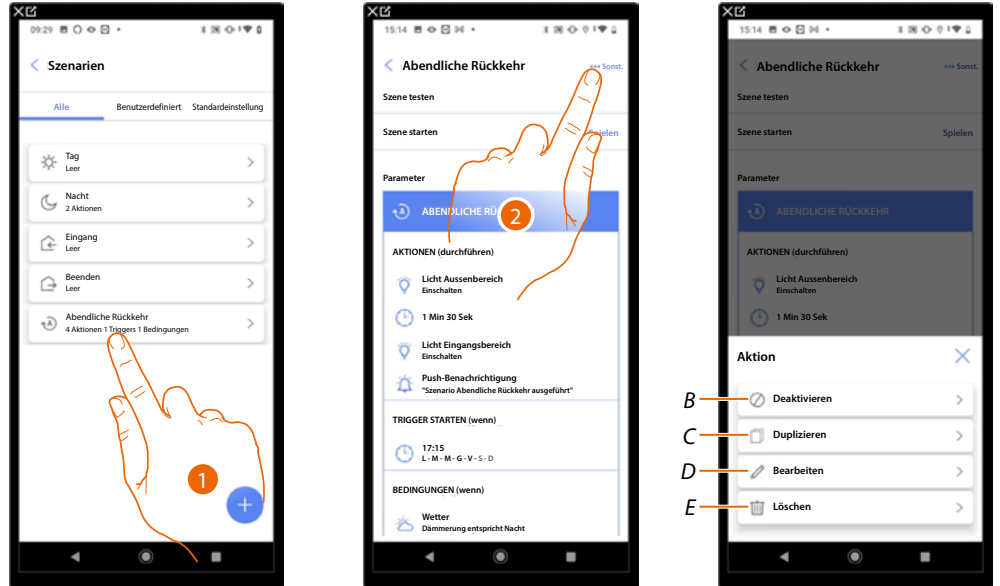 09:29
Szenarien
Alle Benutzerdefiniert Standardeinstellung
Tag
Leer
Nacht
2 Aktionen
Eingang
Leer
Beenden
Leer
Abendliche Rückkehr
4 Aktionen 1 Triggers 1 Bedingungen
1
+
15:14
Abendliche Rückkehr
Sonst.
Szene testen
Szene starten
Spielen
Parameter
A ABENDLICHE RÜ
2
AKTIONEN (durchführen)
Licht Aussenbereich
Einschalten
1 Min 30 Sek
Licht Eingangsbereich
Einschalten
Push-Benachrichtigung
"Szenario Abendliche Rückkehr ausgeführt"
TRIGGER STARTEN (wenn)
17:15
L - M - M - G - V - S - D
BEDINGUNGEN (wenn)
Wetter
Dämmerung entspricht Nacht
15:14
Abendliche Rückkehr
Sonst.
Szene testen
Szene starten
Spielen
Parameter
A ABENDLICHE RÜCKKEHR
AKTIONEN (durchführen)
Licht Aussenbereich
Einschalten
1 Min 30 Sek
Aktion
B Deaktivieren
C Duplizieren
D Bearbeiten
E Löschen